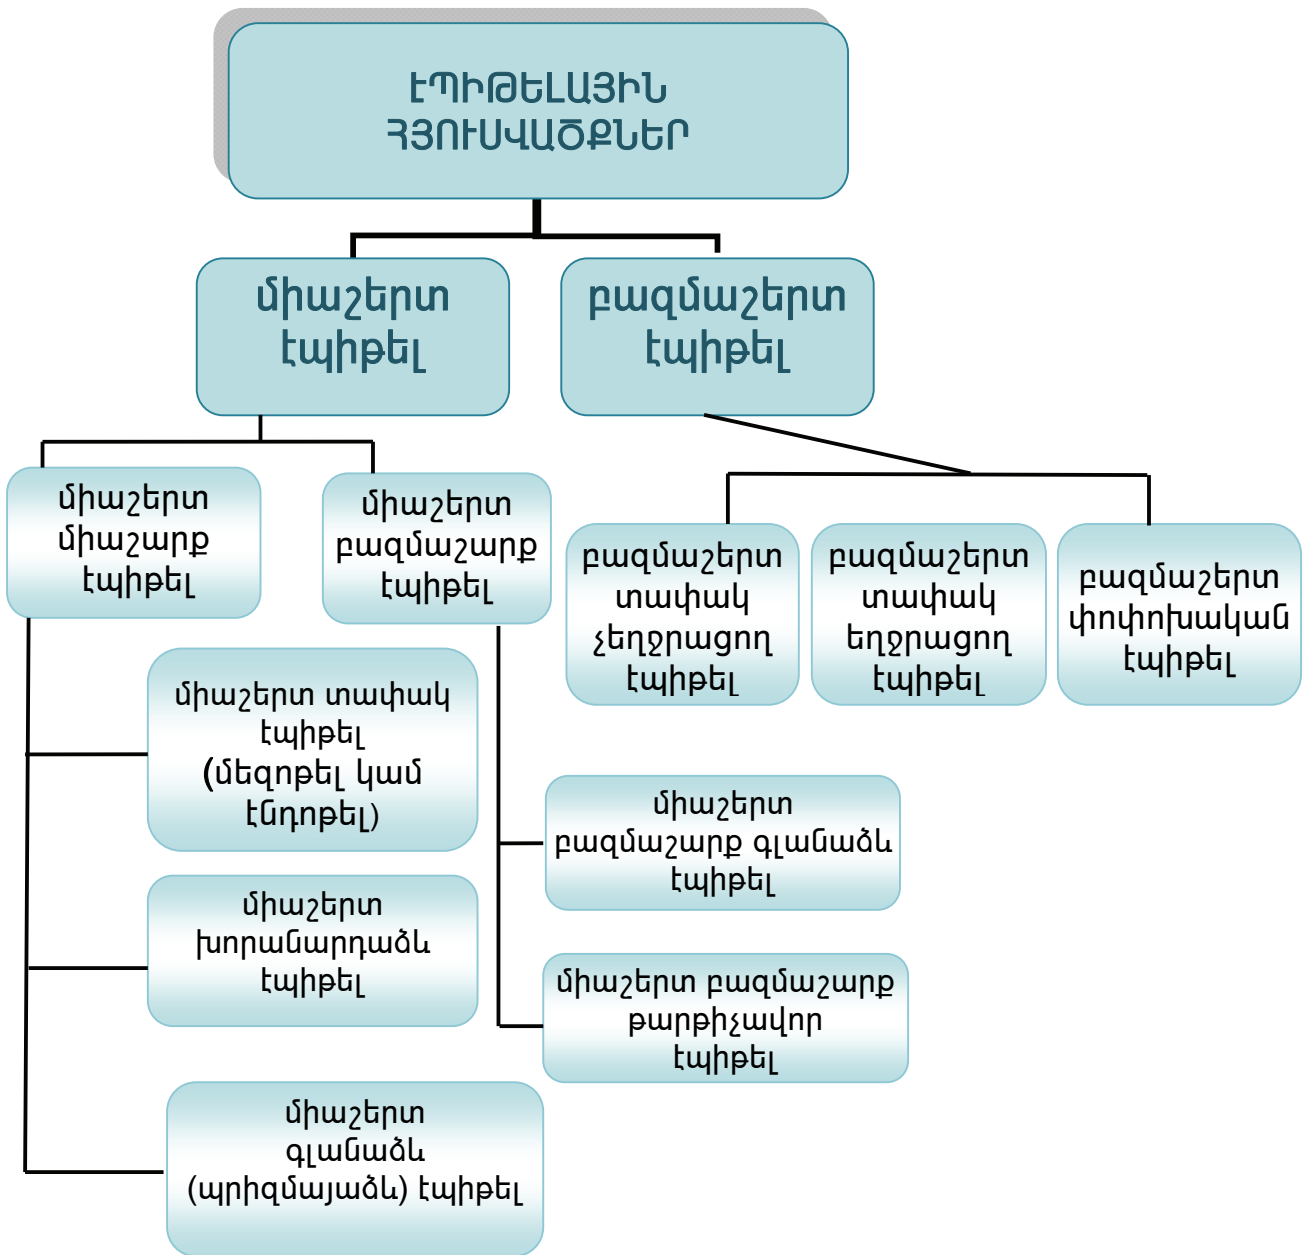 ԷՊԻԹԵԼԱՅԻՆ
ՀՅՈՒՍՎԱԾՔՆԵՐ
միաշերտ
էպիթել
բազմաշերտ
էպիթել
միաշերտ
միաշարք
էպիթել
միաշերտ
բազմաշարք
էպիթել
բազմաշերտ
տափակ
չեղջրացող
էպիթել
բազմաշերտ
տափակ
եղջրացող
էպիթել
բազմաշերտ
փոփոխական
էպիթել
միաշերտ տափակ
էպիթել
(մեզոթել կամ
էնդոթել)
միաշերտ
խորանարդաձև
էպիթել
միաշերտ
գլանաձև
(պրիզմայաձև) էպիթել
միաշերտ
բազմաշարք գլանաձև
էպիթել
միաշերտ բազմաշարք
թարթիչավոր
էպիթել